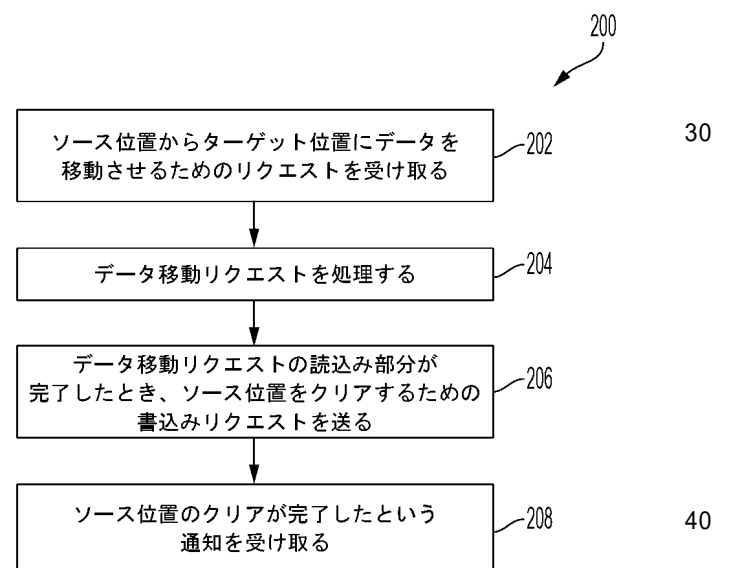 200
ソース位置からターゲット位置にデータを
移動させるためのリクエストを受け取る
202
30
データ移動リクエストを処理する
204
データ移動リクエストの読込み部分が
完了したとき、ソース位置をクリアするための
書込みリクエストを送る
206
ソース位置のクリアが完了したという
通知を受け取る
208
40